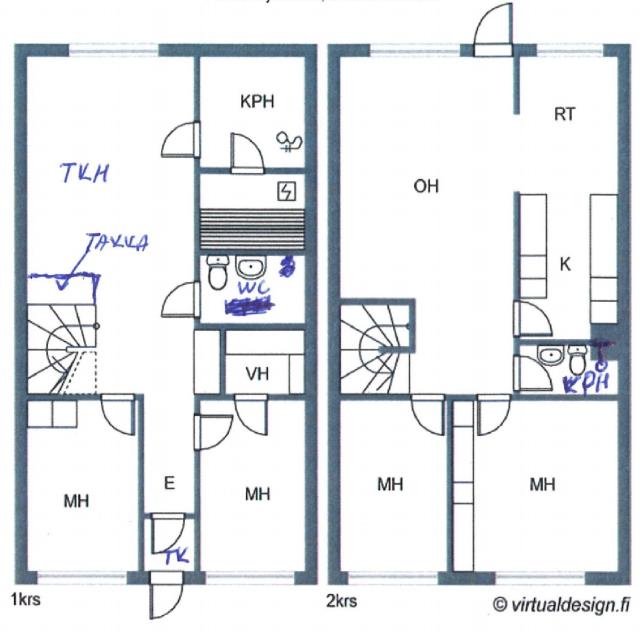 KPH
RT
TKH
OH
TAKKA
K
WC
VH
KPH
MH
E
MH
MH
MH
TK
1krs
2krs
© virtualdesign.fi